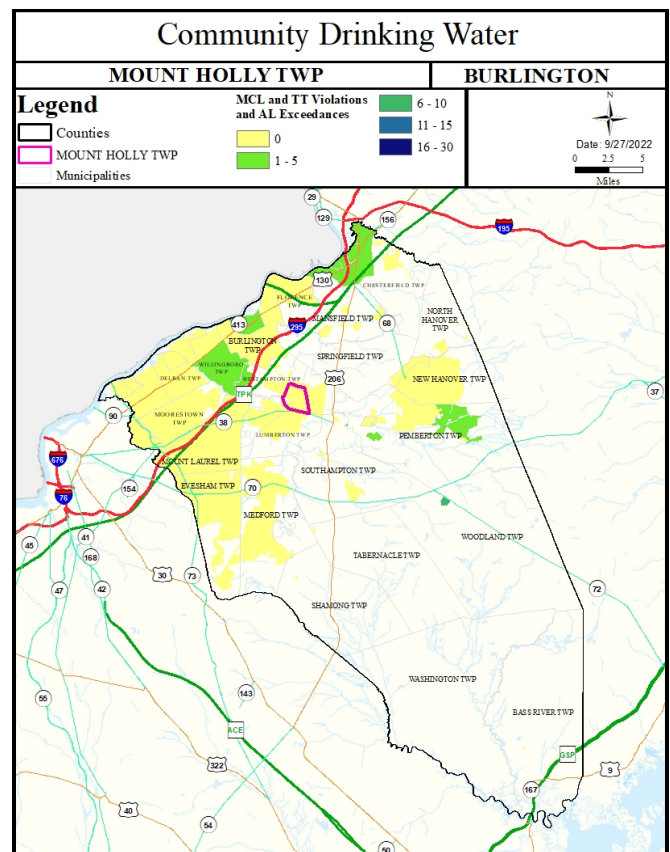 Community Drinking Water
MOUNT HOLLY TWP
BURLINGTON
Legend
Counties
MOUNT HOLLY TWP
Municipalities
MCL and TT Violations
and AL Exceedances
0
1 - 5
6 - 10
11 - 15
16 - 30
N
Date: 9/27/2022
0 2.5 5
Miles
29
129
156
195
130
CHESTERFIELD TWP
FLORENCE
TWP
MANSFIELD TWP
NORTH
HANOVER
TWP
413
295
68
BURLINGTON
TWP
SPRINGFIELD TWP
WILLINGBORO
TWP
WESTAMPTON TWP
DELRAN TWP
TPK
206
NEW HANOVER TWP
37
90
MOORESTOWN
TWP
38
LUMBERTON TWP
PEMBERTON TWP
676
MOUNT LAUREL TWP
SOUTHAMPTON TWP
76
154
EVESHAM TWP
70
MEDFORD TWP
45
41
168
WOODLAND TWP
TABERNACLE TWP
30
73
47
42
72
SHAMONG TWP
WASHINGTON TWP
55
143
BASS RIVER TWP
ACE
GSP
322
9
167
40
54
50